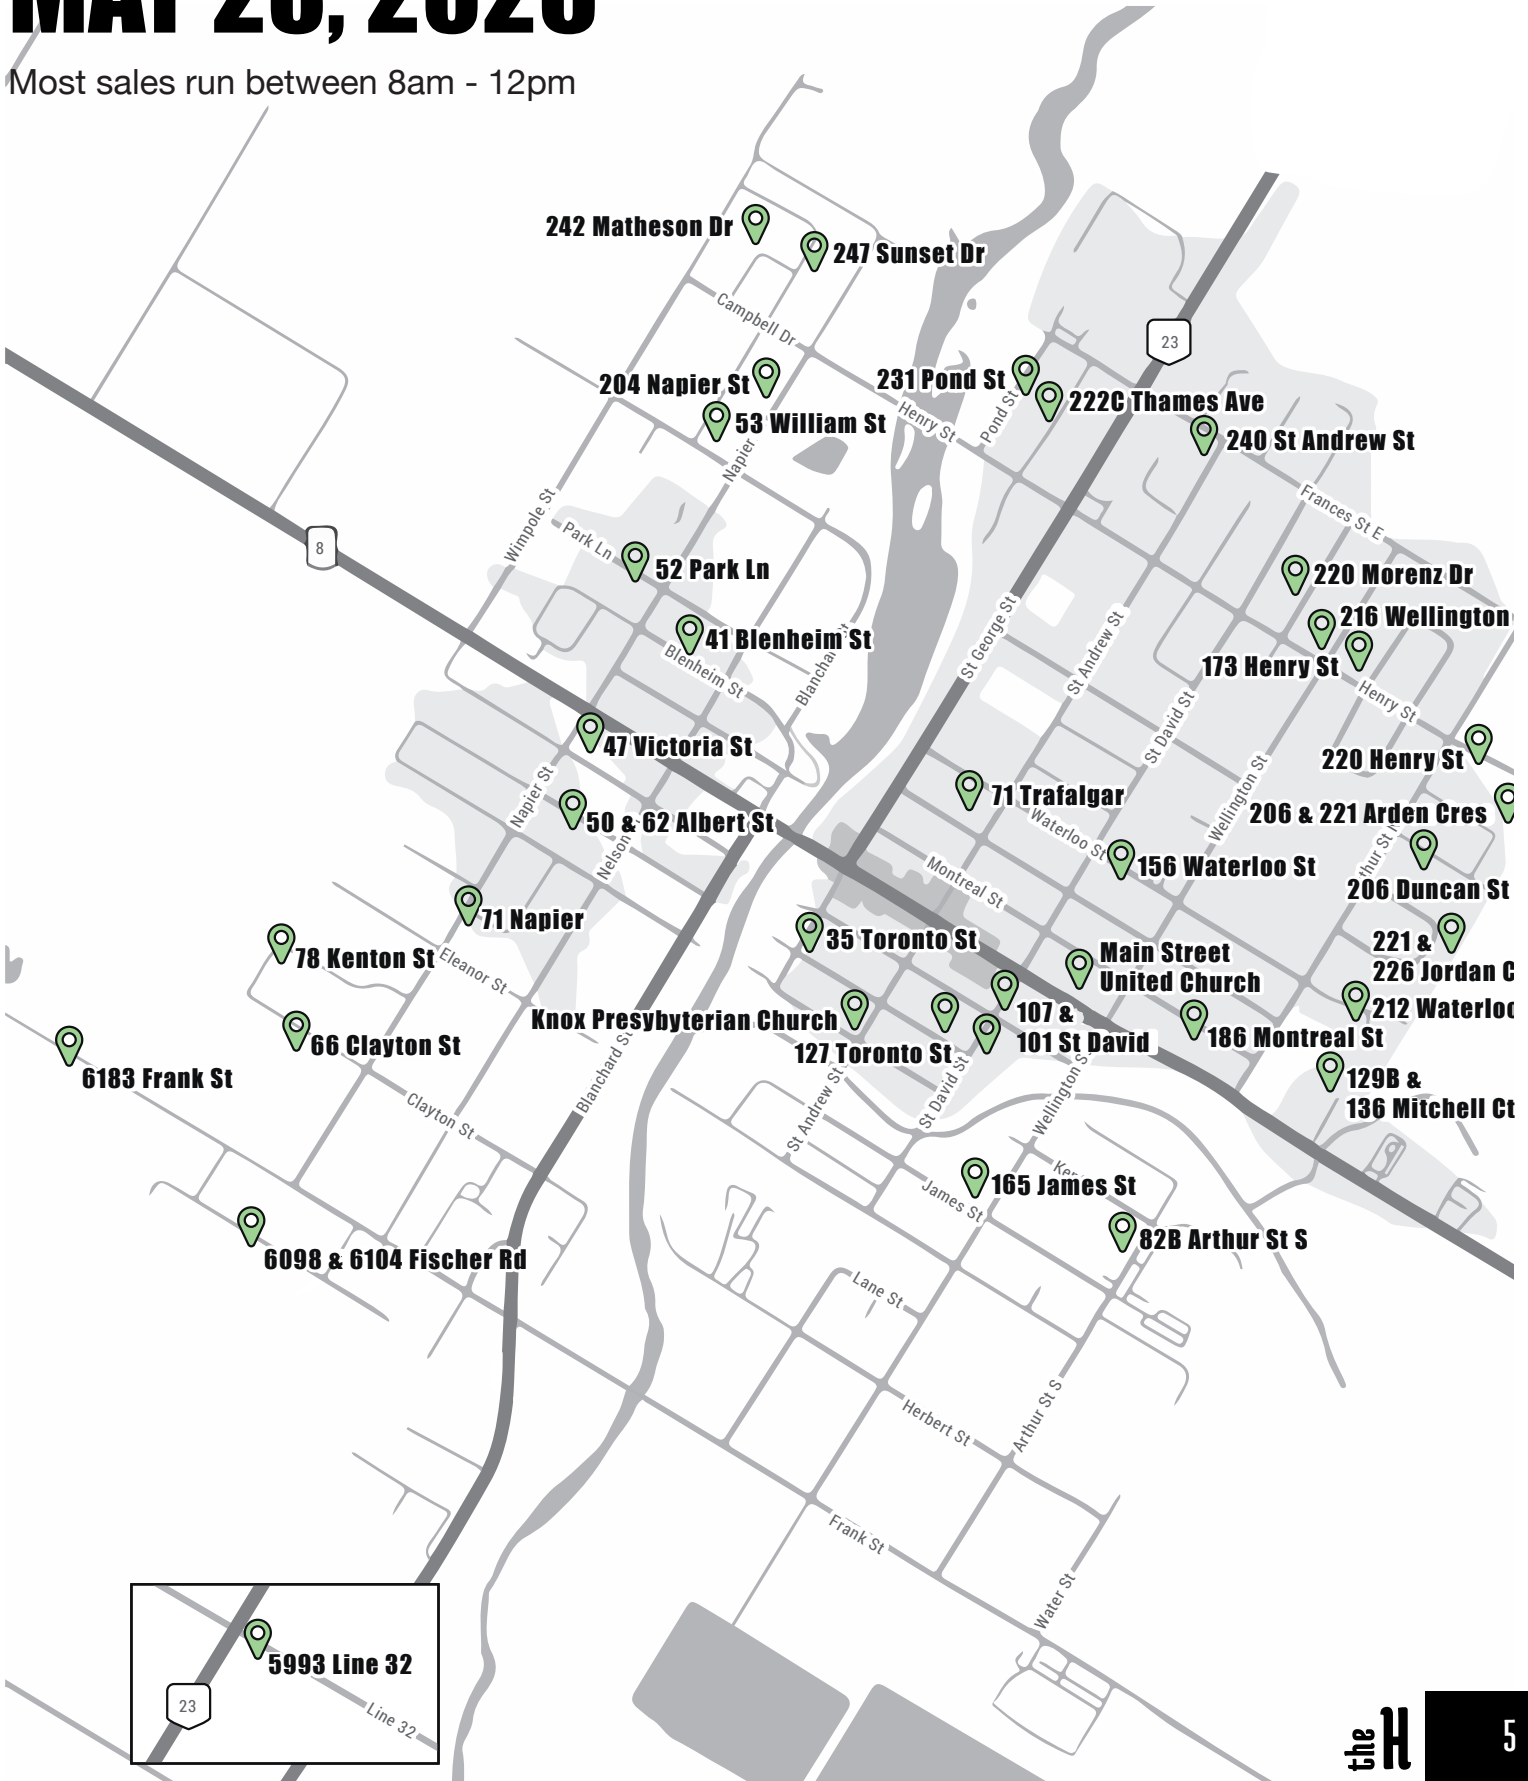 Most sales run between 8am - 12pm
242 Matheson Dr
247 Sunset Dr
Campbell Dr
23
204 Napier St
231 Pond St
222C Thames Ave
53 William St
Henry St
Pond St
240 St Andrew St
Napier
Wimpole St
Park Ln
Frances St E
8
52 Park Ln
220 Morenz Dr
216 Wellington
41 Blenheim St
Blenheim St
St George St
St Andrew St
173 Henry St
Henry St
St David St
47 Victoria St
220 Henry St
Napier St
50 & 62 Albert St
71 Trafalgar
Waterloo St
Wellington St
206 & 221 Arden Cres
Nelson
Montreal St
156 Waterloo St
206 Duncan St
71 Napier
35 Toronto St
78 Kenton St
Eleanor St
Main Street
United Church
221 &
226 Jordan
Knox Presybyterian Church
107 &
101 St David
212
66 Clayton St
127 Toronto St
186 Montreal St
6183 Frank St
129B &
136 Mitchell Ct
Clayton St
Blanchard St
St Andrew St
St David St
Wellington
165 James St
James St
82B Arthur St S
6098 & 6104 Fischer Rd
Lane St
Herbert St
Arthur St S
Frank St
Water St
5993 Line 32
23
Line 32
the H
5